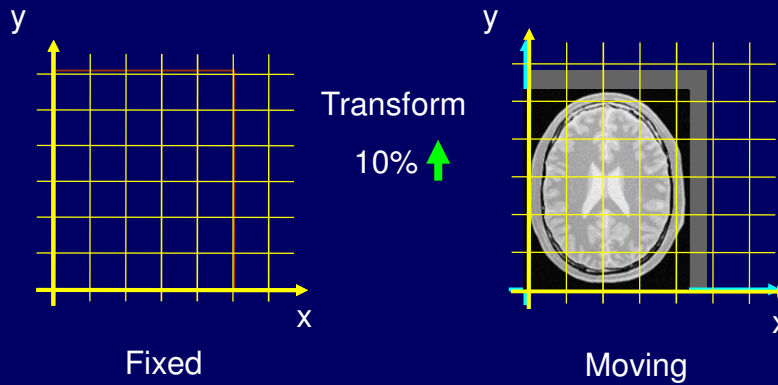 y
y
Transform
10%
x
x
Fixed
Moving